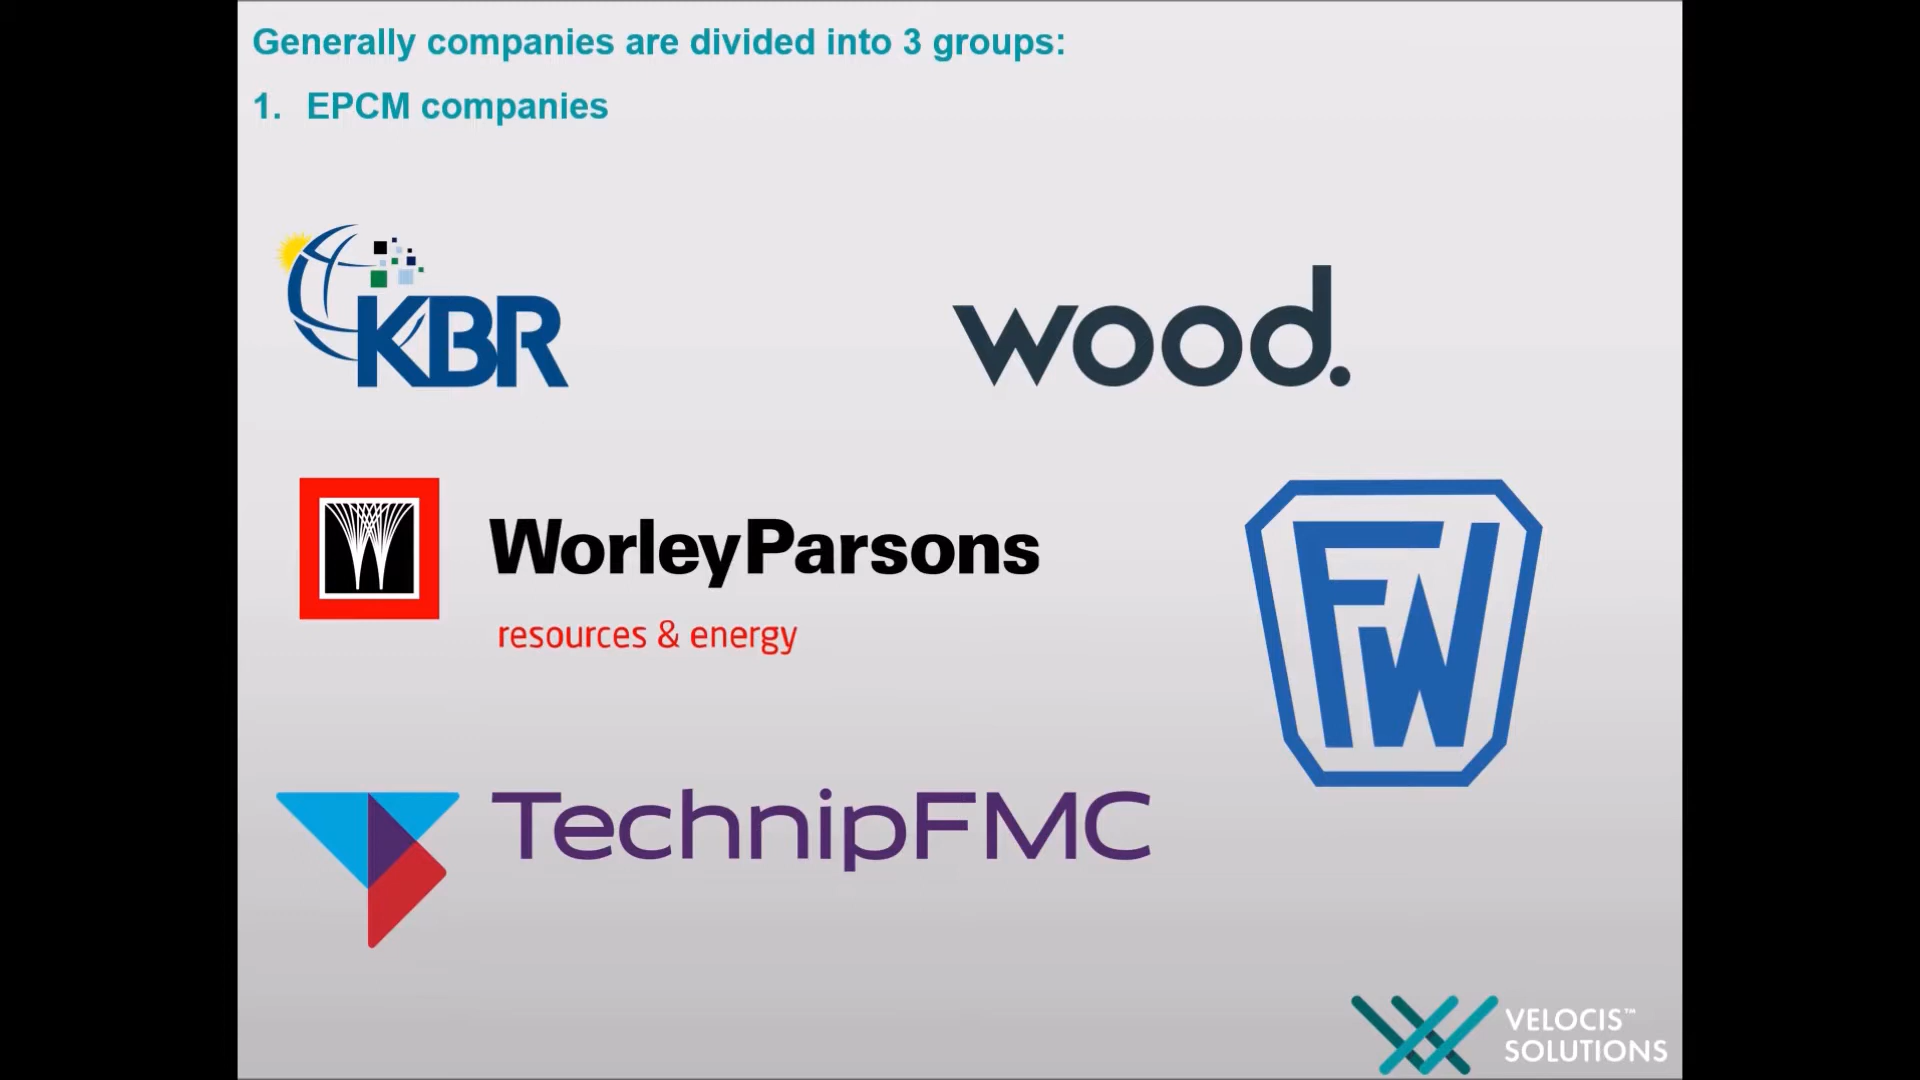 Generally companies are divided into 3 groups:
1. EPCM companies
KBR
wood.
WorleyParsons
resources & energy
FW
TechnipFMC
VELOCIS™
SOLUTIONS